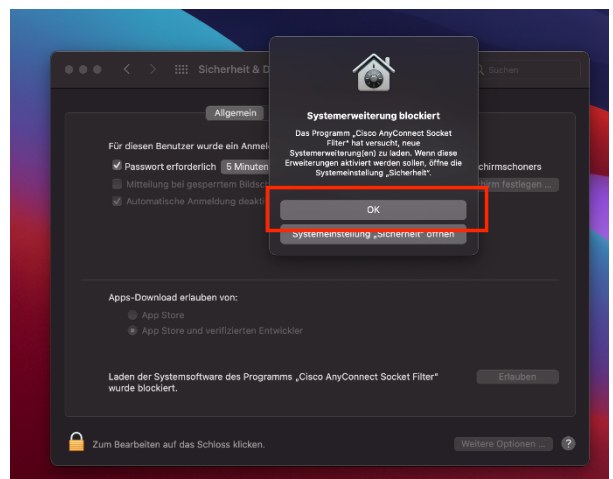 Sicherheit & D
Suchen
Allgemein
Systemerweiterung blockiert
Das Programm „Cisco AnyConnect Socket
Filter“ hat versucht, neue
Systemerweiterung(en) zu laden. Wenn diese
Erweiterungen aktiviert werden sollen, öffne die
Systemeinstellung „Sicherheit“.
OK
Systemeinstellung „Sicherheit“ öffnen
Für diesen Benutzer wurde ein Anmel
Passwort erforderlich 5 Minuten
chirmschoners
Mitteilung bei gesperrtem Bildsch
rm festlegen ...
Automatische Anmeldung deakti
Apps-Download erlauben von:
App Store
App Store und verifizierten Entwickler
Laden der Systemsoftware des Programms „Cisco AnyConnect Socket Filter“
wurde blockiert.
Erlauben
Zum Bearbeiten auf das Schloss klicken.
Weitere Optionen ...
?